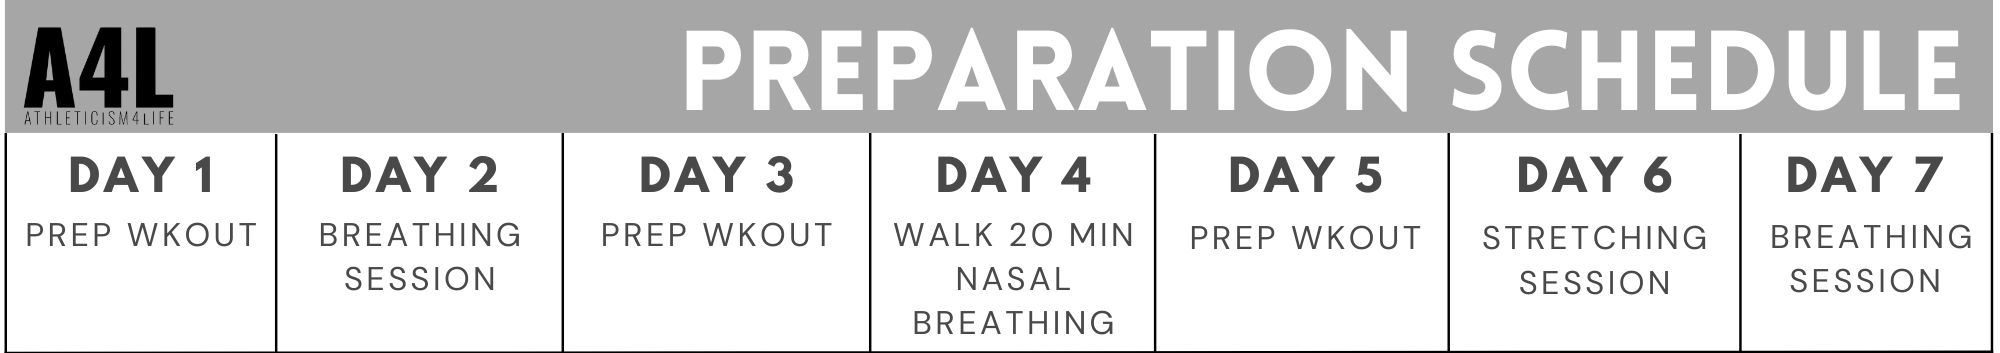 A4L
ATHLETICISM4LIFE
PREPARATION SCHEDULE
DAY 1
PREP WKOUT
DAY 2
BREATHING
SESSION
DAY 3
PREP WKOUT
DAY 4
WALK 20 MIN
NASAL
BREATHING
DAY 5
PREP WKOUT
DAY 6
STRETCHING
SESSION
DAY 7
BREATHING
SESSION